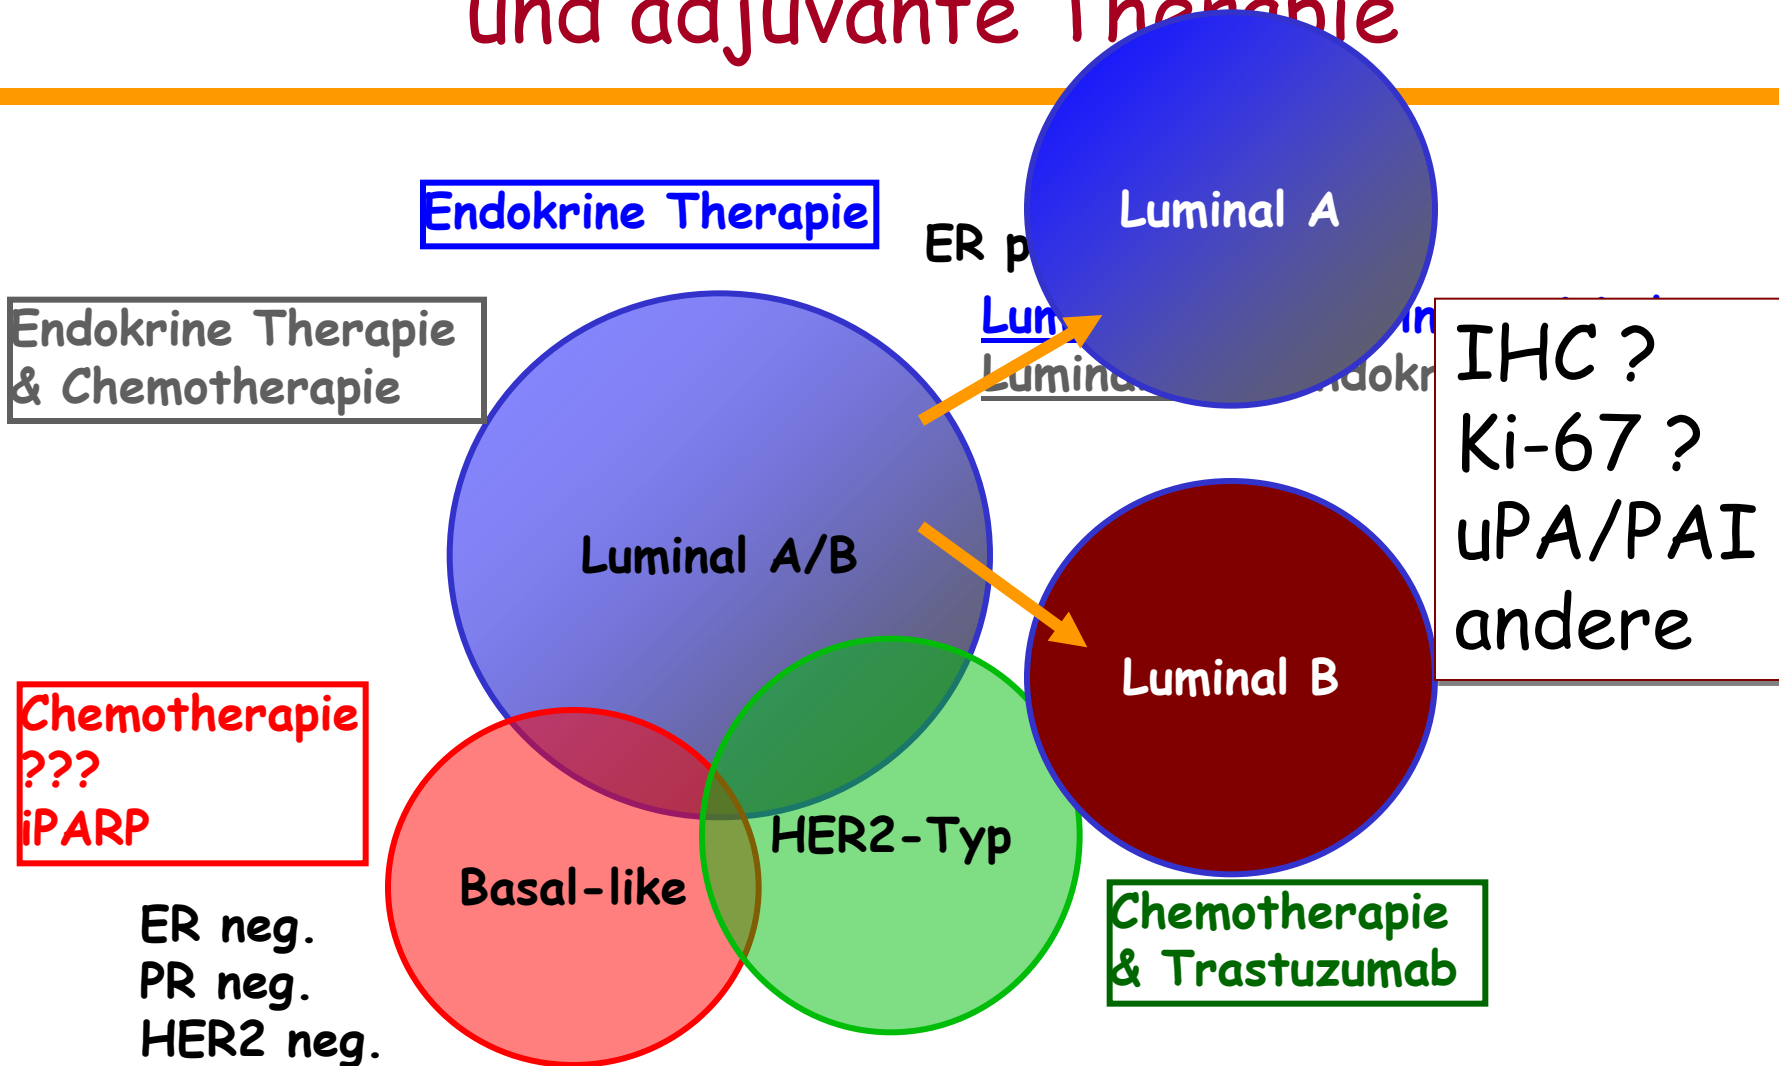 und adjuvante Therapie
Endokrine Therapie
Luminal A
ER
Endokrine Therapie
& Chemotherapie
IHC ?
Ki-67 ?
uPA/PAI
andere
Luminal A/B
Luminal B
Chemotherapie
???
iPARP
HER2-Typ
Basal-like
Chemotherapie
& Trastuzumab
ER neg.
PR neg.
HER2 neg.